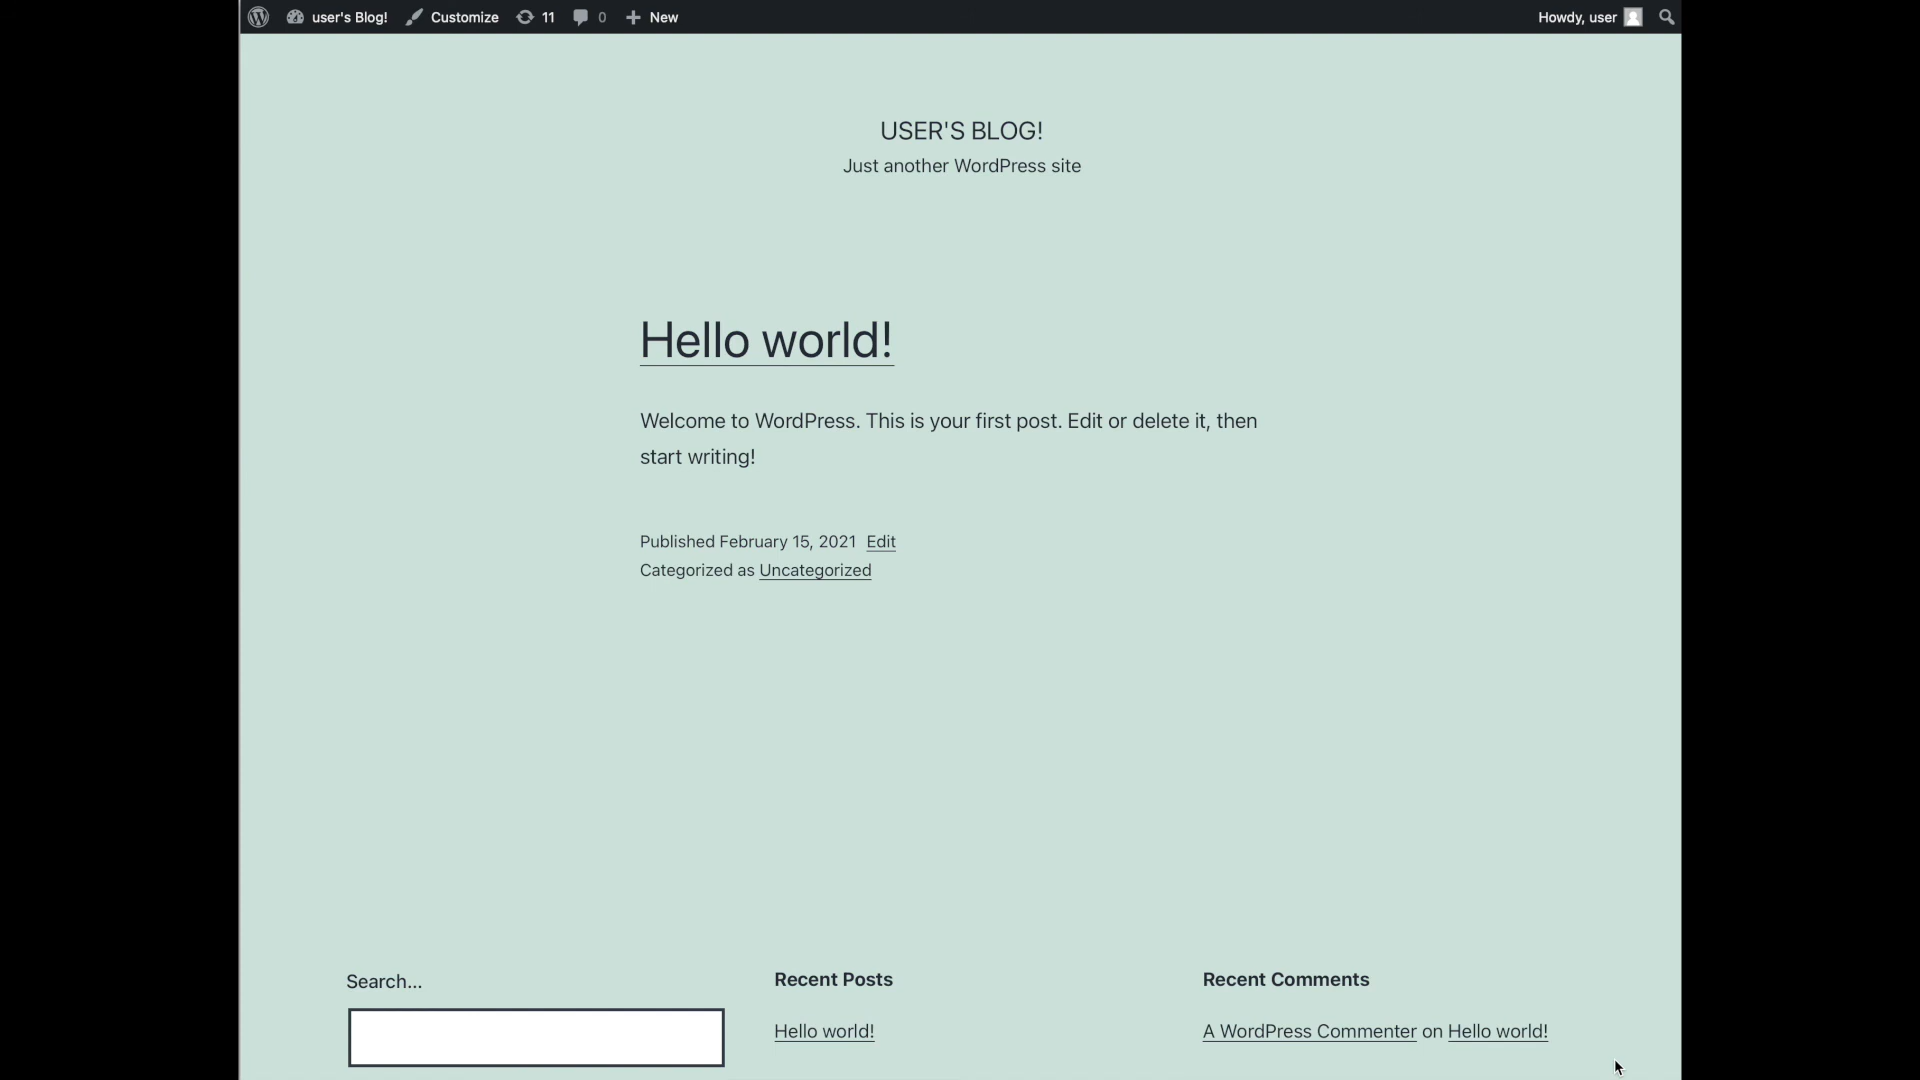 user's Blog! Customize 11 0 New Howdy, user
USER'S BLOG!
Just another WordPress site
Hello world!
Welcome to WordPress. This is your first post. Edit or delete it, then
start writing!
Published February 15, 2021 Edit
Categorized as Uncategorized
Search…
Recent Posts
Hello world!
Recent Comments
A WordPress Commenter on Hello world!